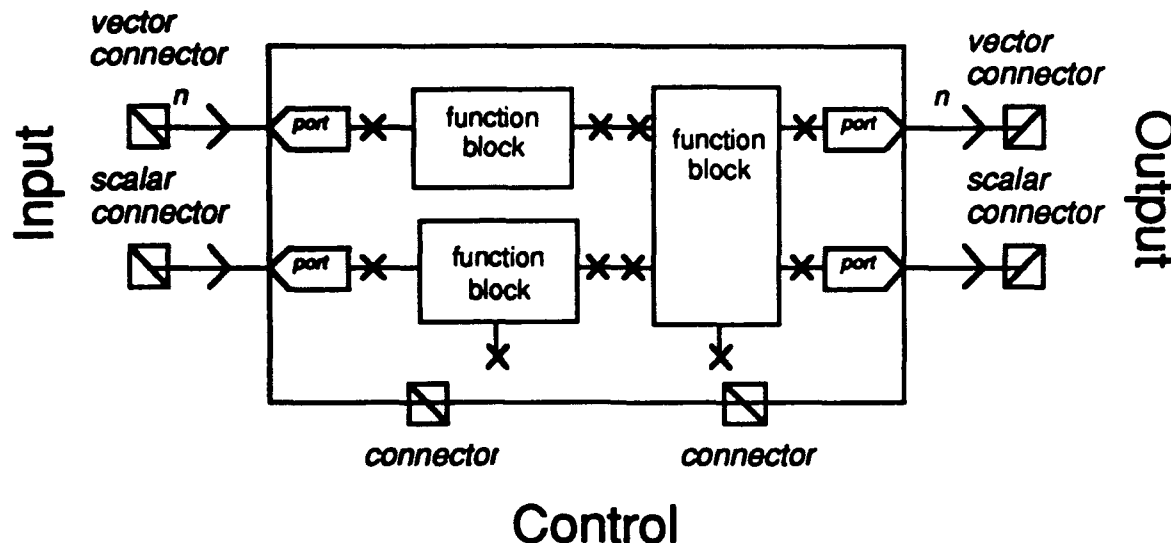 vector
connector
n
scalar
connector
Input
port
port
function
block
function
block
function
block
port
port
vector
connector
n
scalar
connector
Output
connector
connector
Control